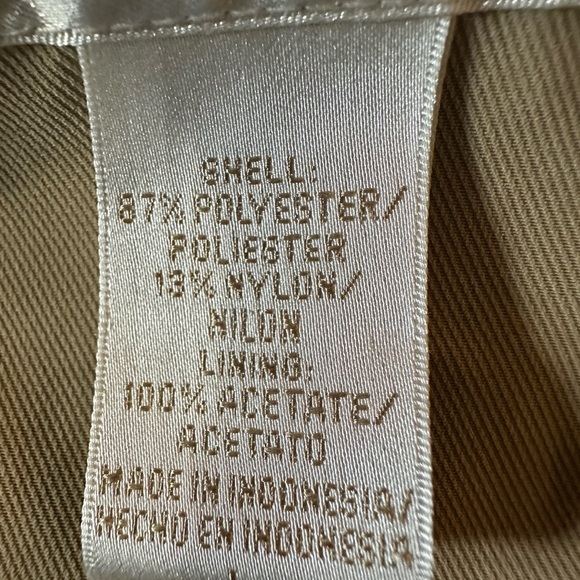 SHELL:
87% POLYESTER/
POLIESTER
13% NYLON/
NILON
LINING:
100% ACETATE/
ACETATO
MADE IN INDONESIA/
HECHO EN INDONESIA